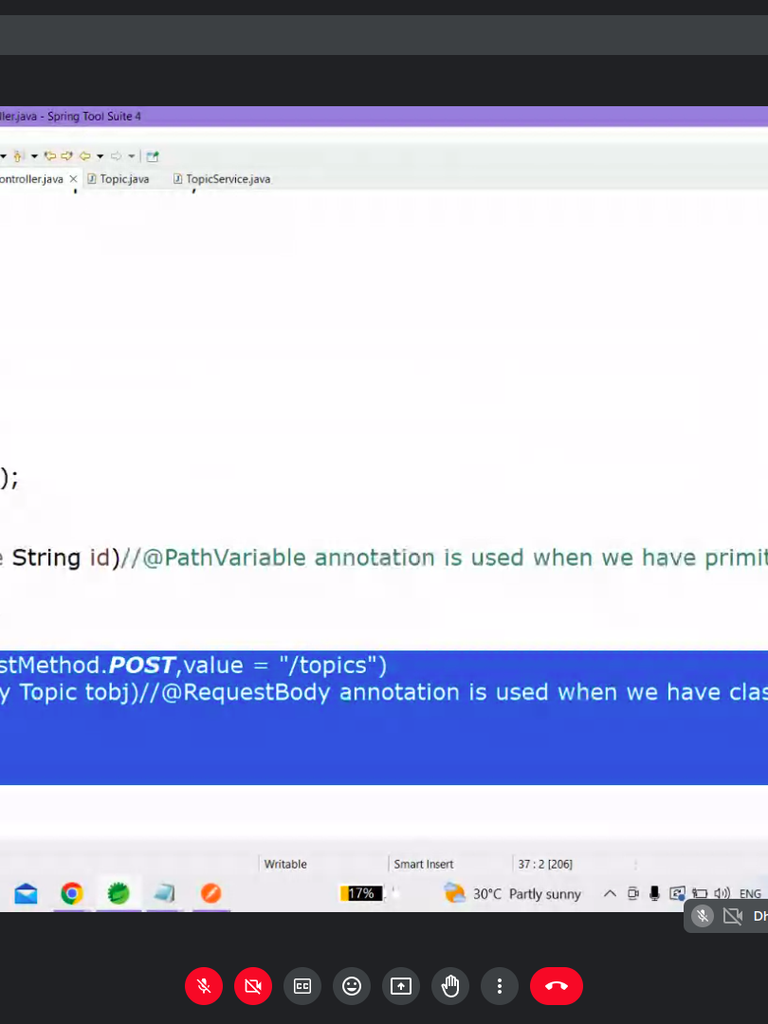 ller.java - Spring Tool Suite 4
ontroller.java Topic.java TopicService.java
);
e String id)//@PathVariable annotation is used when we have primit
stMethod.POST,value = "/topics")
y Topic tobj)//@RequestBody annotation is used when we have clas
Writable Smart Insert 37 : 2 [206]
17% 30°C Partly sunny ENG
Dh